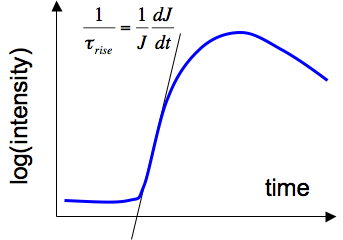 1/τ_rise = 1/J dJ/dt
log(intensity)
time